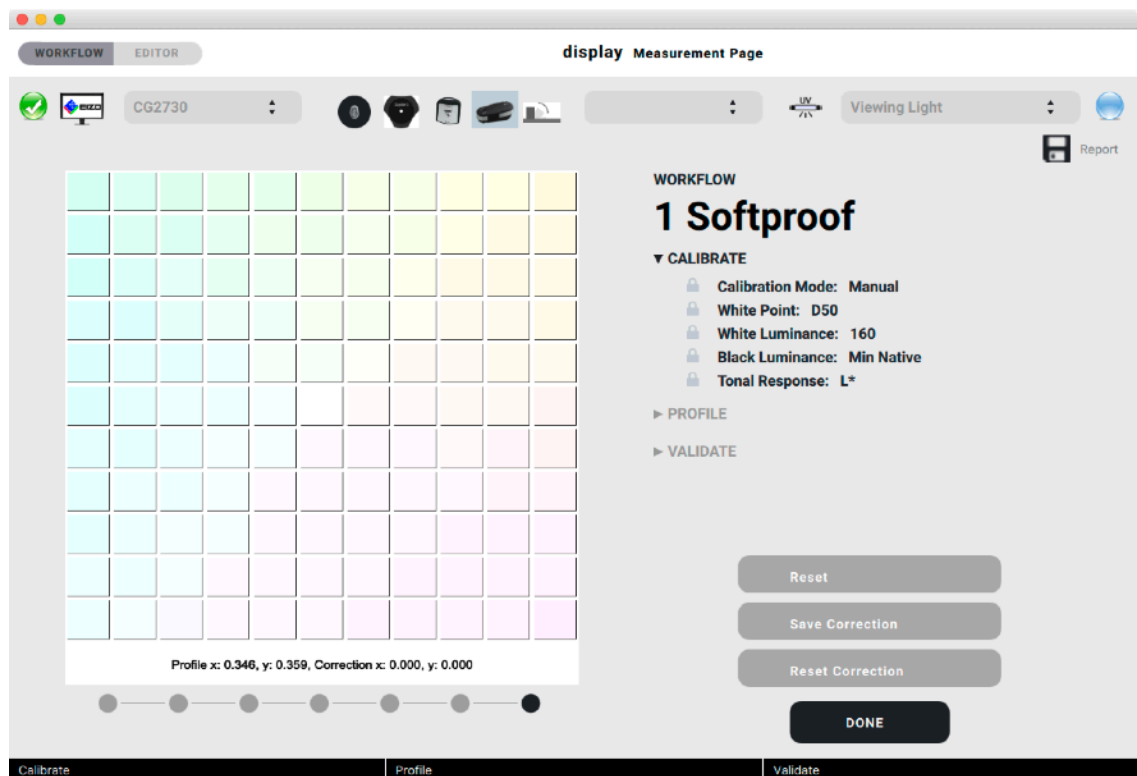 WORKFLOW EDITOR display Measurement Page
EIZO CG2730 UV Viewing Light
Report
WORKFLOW
1 Softproof
▼ CALIBRATE
Calibration Mode: Manual
White Point: D50
White Luminance: 160
Black Luminance: Min Native
Tonal Response: L*
► PROFILE
► VALIDATE
Reset
Save Correction
Reset Correction
DONE
Profile x: 0.346, y: 0.359, Correction x: 0.000, y: 0.000
Calibrate Profile Validate